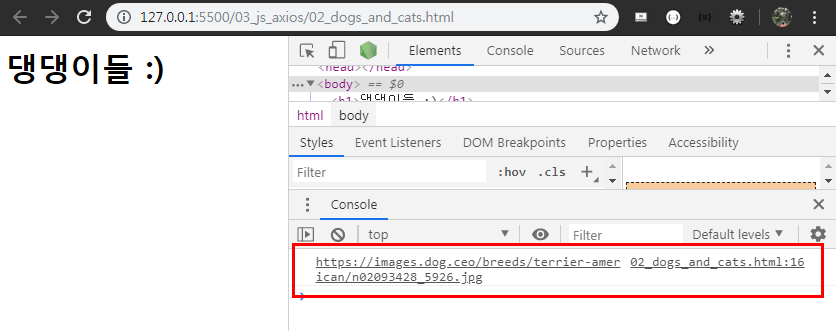 127.0.0.1:5500/03_js_axios/02_dogs_and_cats.html
댕댕이들 :)
Elements Console Sources Network »
<head></head>
••• ▼<body> == $0
<h1>댕댕이들 :)</h1>
html body
Styles Event Listeners DOM Breakpoints Properties Accessibility
Filter :hov .cls +
Console
top Filter Default levels
https://images.dog.ceo/breeds/terrier-amer 02_dogs_and_cats.html:16
ican/n02093428_5926.jpg